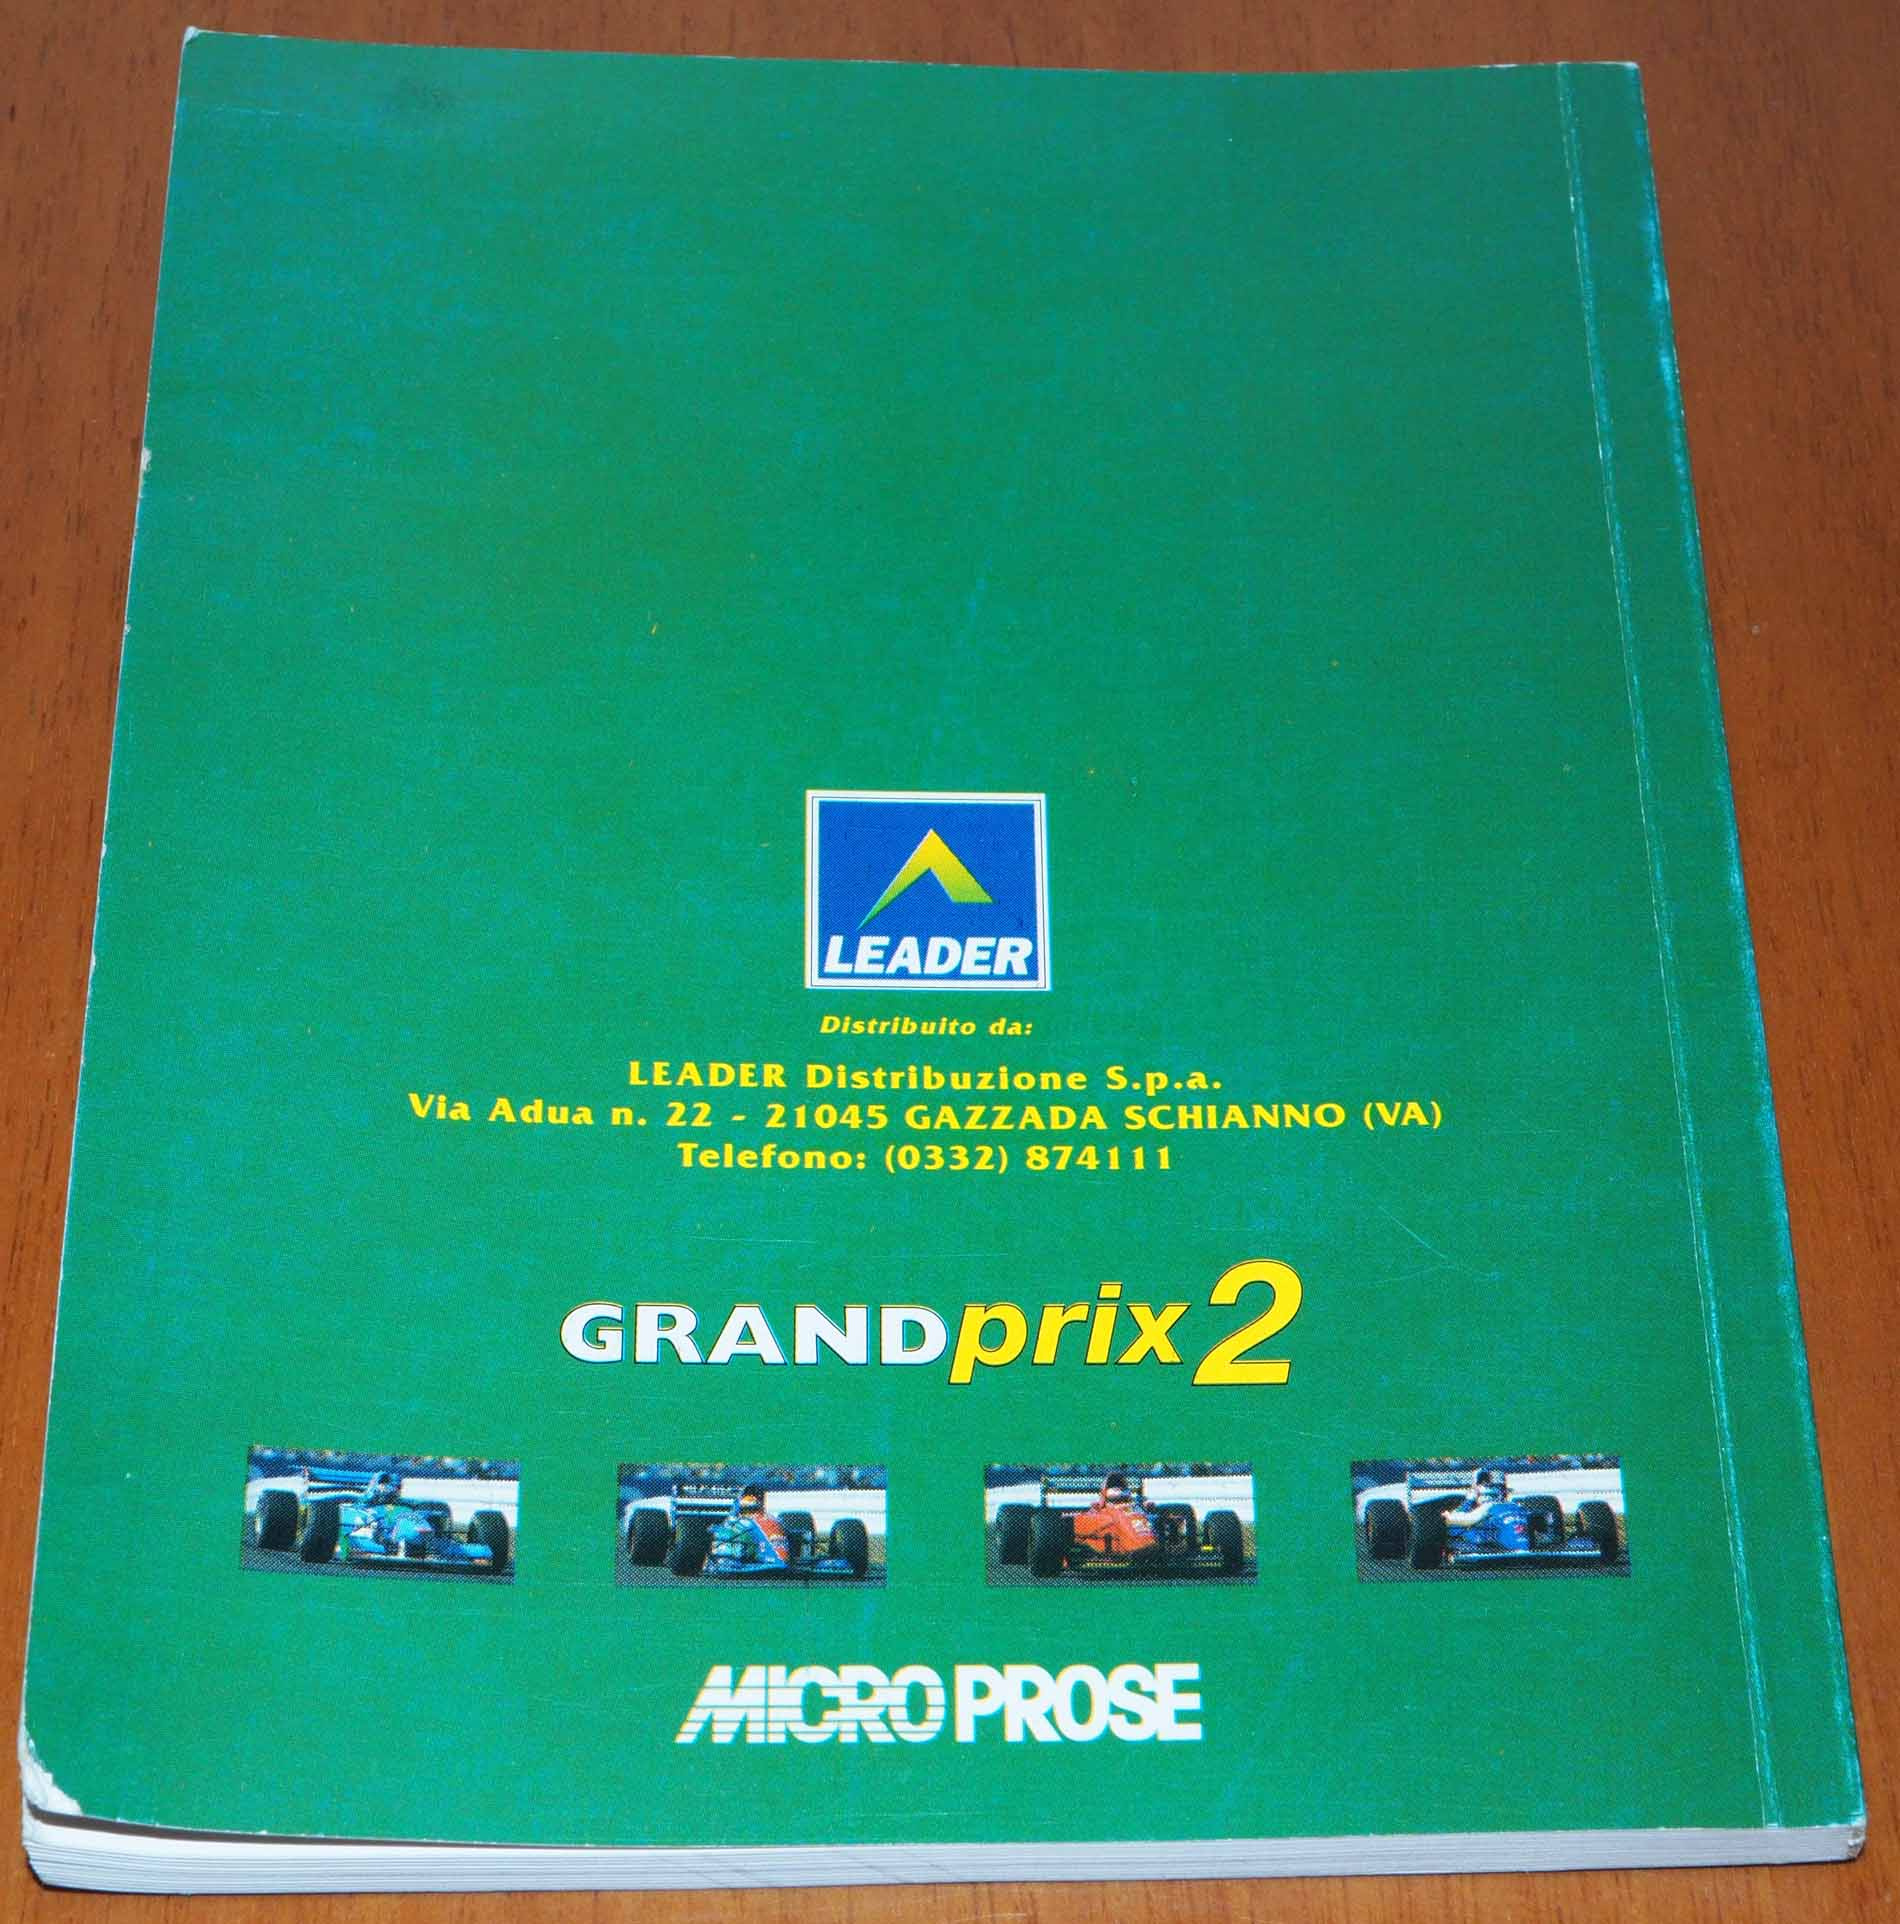 LEADER
Distribuito da:
LEADER Distribuzione S.p.a.
Via Adua n. 22 - 21045 GAZZADA SCHIANNO (VA)
Telefono: (0332) 874111
GRANDprix2
MICROPROSE